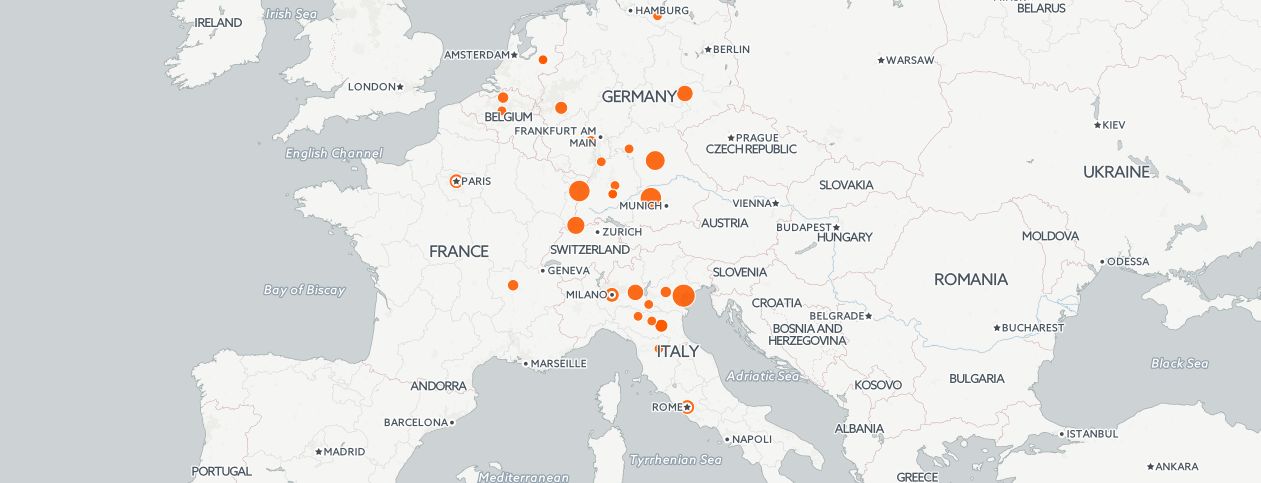 HAMBURG
BELARUS
Irish Sea
IRELAND
BERLIN
AMSTERDAM
WARSAW
LONDON
GERMANY
BELGIUM
KIEV
FRANKFURT AM
MAIN
PRAGUE
CZECH REPUBLIC
English Channel
UKRAINE
PARIS
SLOVAKIA
MUNICH
VIENNA
AUSTRIA
BUDAPEST
HUNGARY
ZURICH
MOLDOVA
FRANCE
SWITZERLAND
ODESSA
GENEVA
SLOVENIA
ROMANIA
Bay of Biscay
MILANO
CROATIA
BELGRADE
BOSNIA AND
HERZEGOVINA
BUCHAREST
ITALY
MARSEILLE
Black Sea
Adriatic Sea
BULGARIA
ANDORRA
KOSOVO
ROME
BARCELONA
ALBANIA
ISTANBUL
NAPOLI
MADRID
Tyrrhenian Sea
ANKARA
PORTUGAL
Mediterranean
GREECE